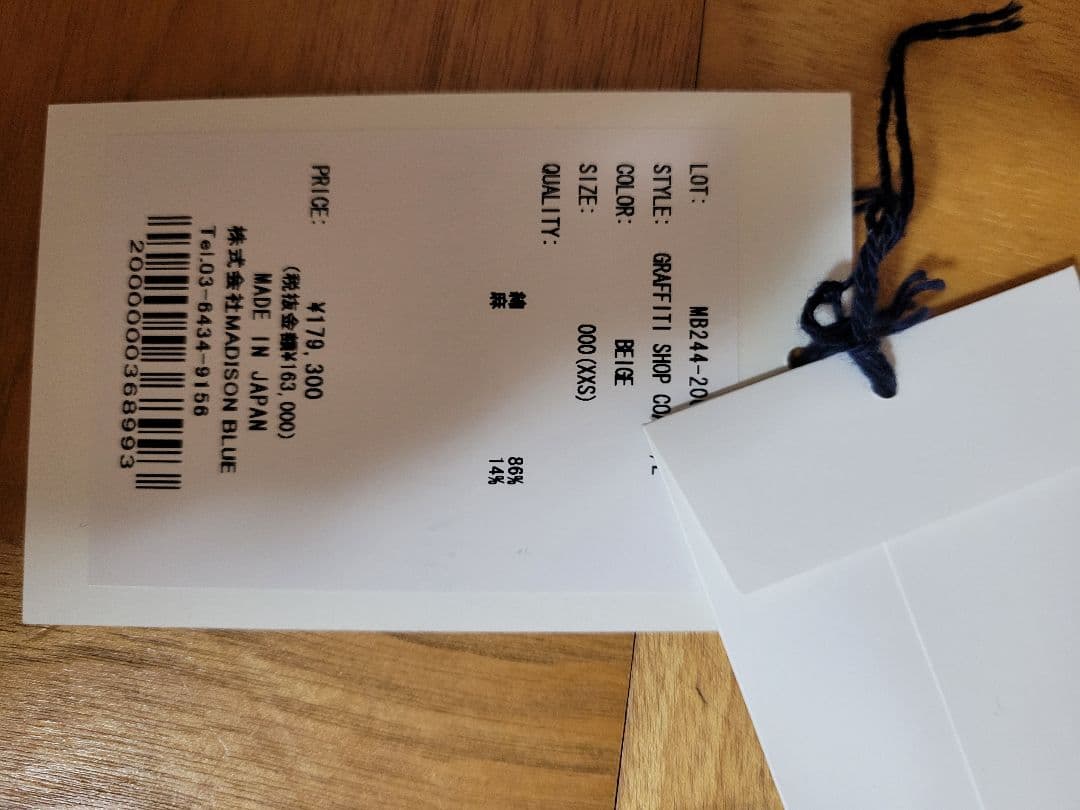 LOT: MB244-20
STYLE: GRAFFITI SHOP
COLOR: BEIGE
SIZE: 000(XXS)
QUALITY:
綿 86%
麻 14%
PRICE: ¥179,300
(税抜金額¥163,000)
MADE IN JAPAN
株式会社MADISON BLUE
Tel.03-6434-9156
2000000368993